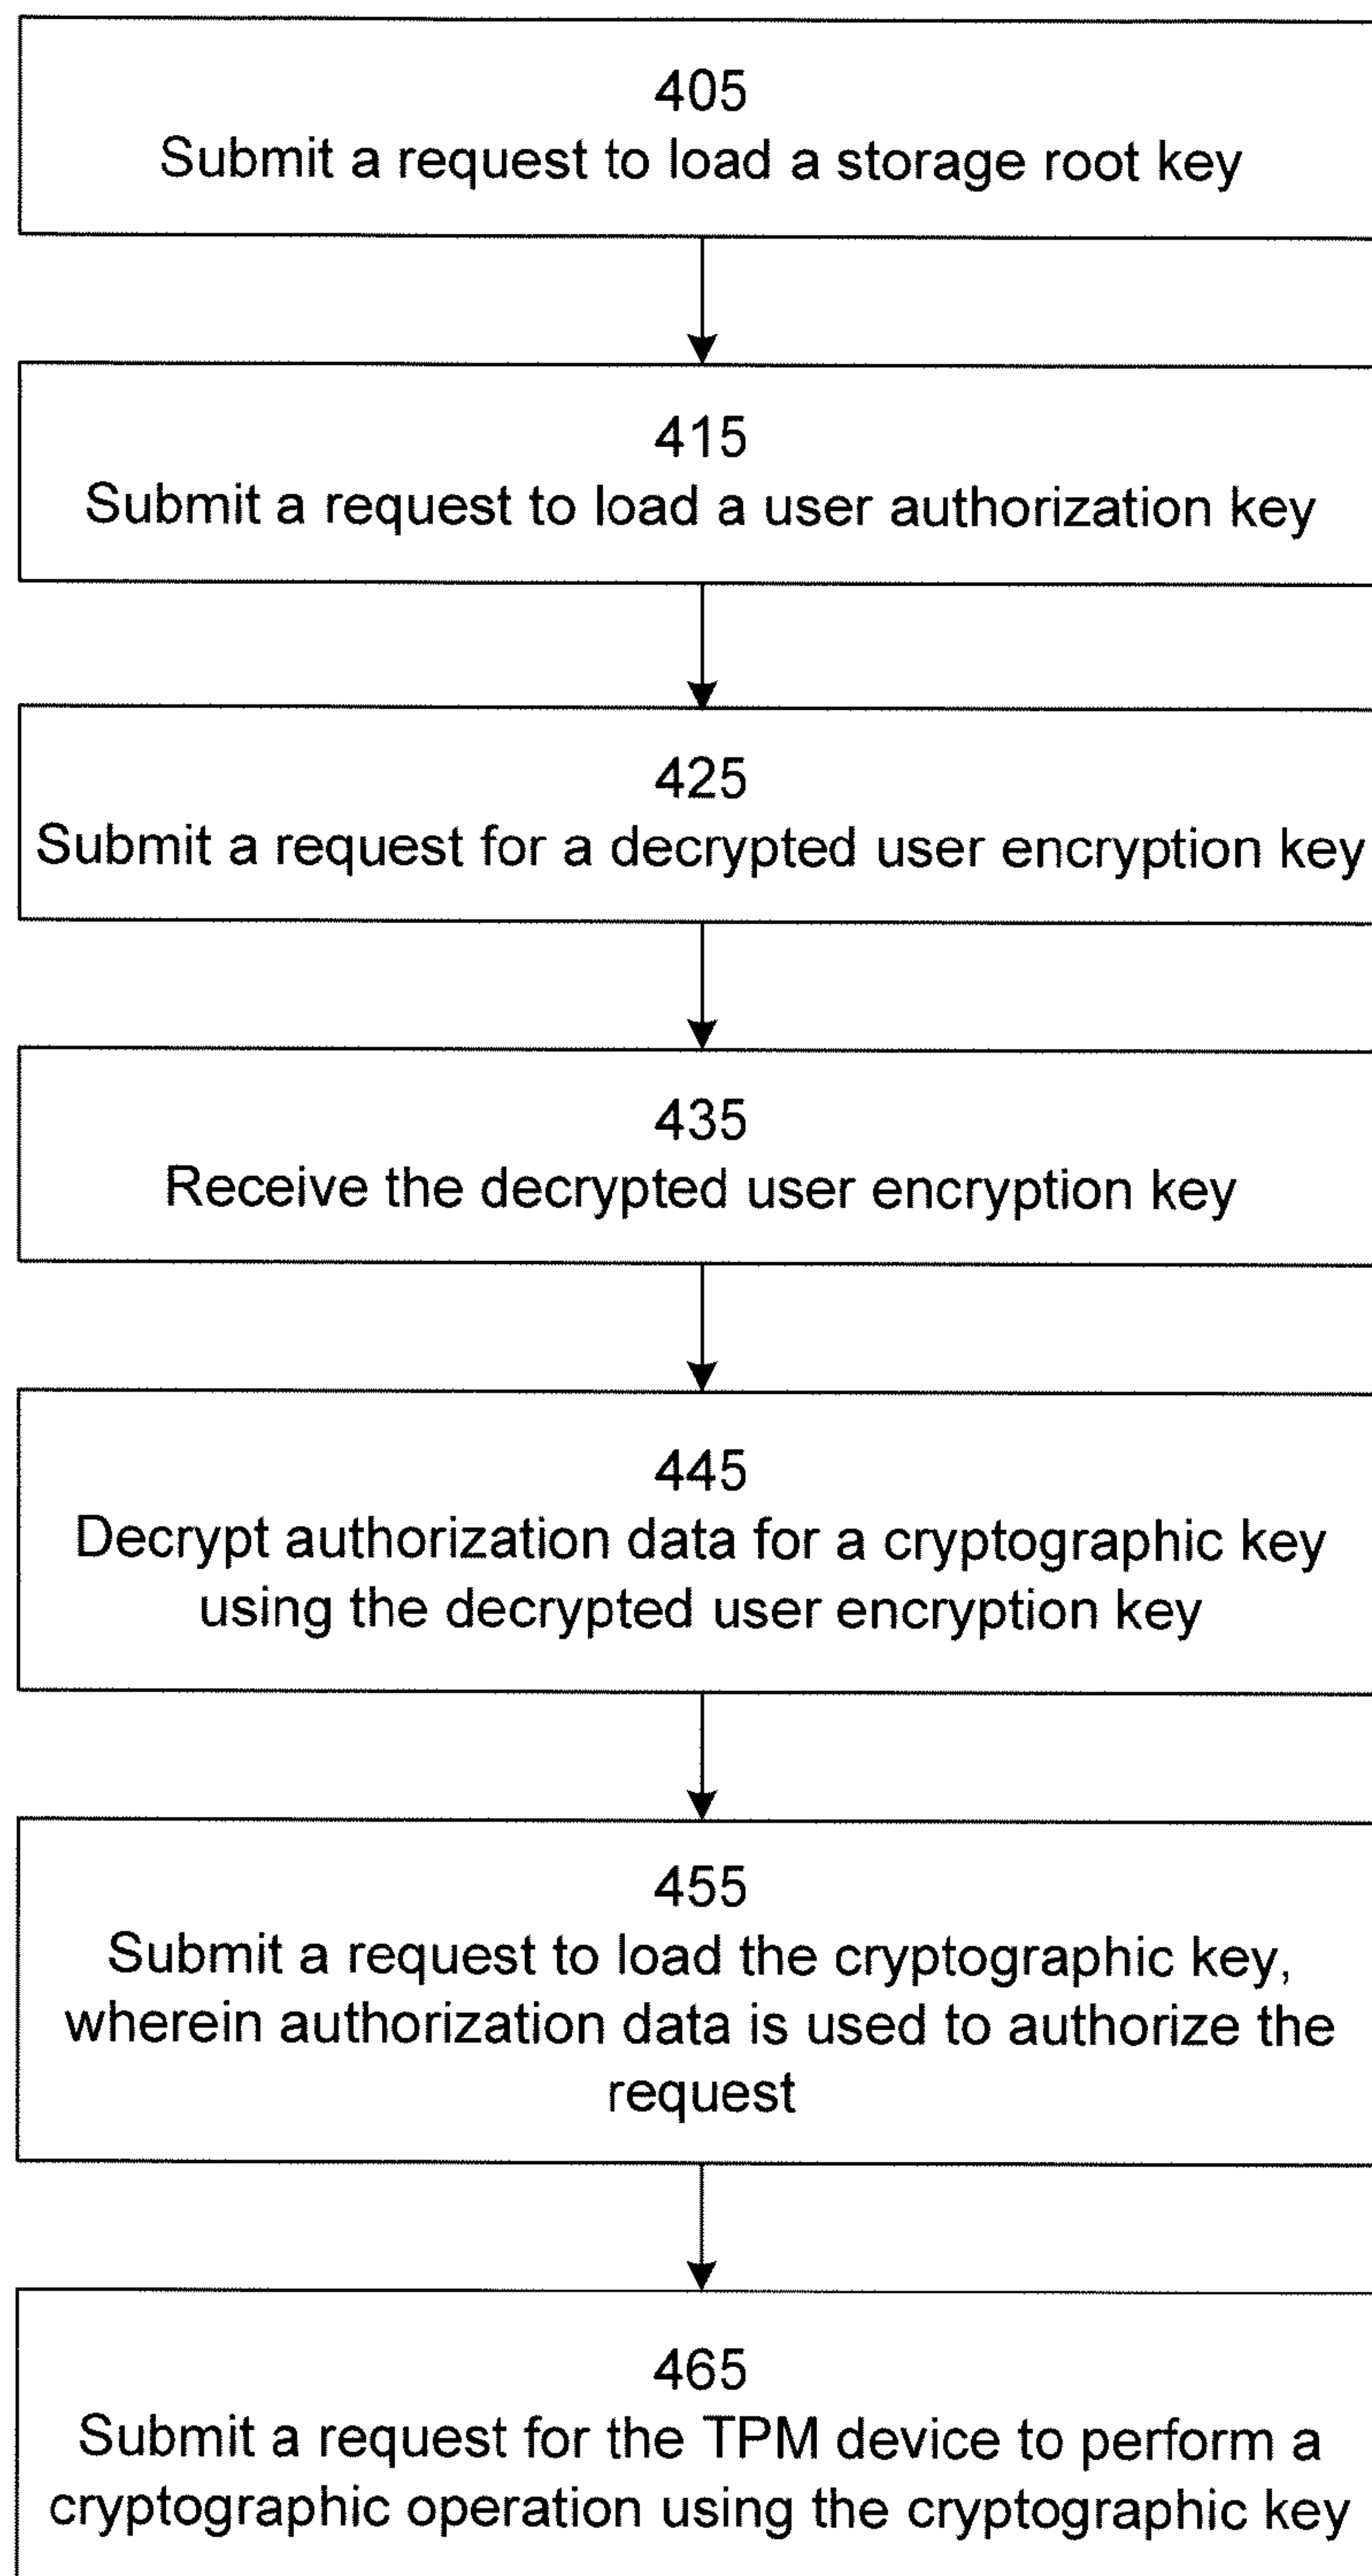 405
Submit a request to load a storage root key
415
Submit a request to load a user authorization key
425
Submit a request for a decrypted user encryption key
435
Receive the decrypted user encryption key
445
Decrypt authorization data for a cryptographic key
using the decrypted user encryption key
455
Submit a request to load the cryptographic key,
wherein authorization data is used to authorize the
request
465
Submit a request for the TPM device to perform a
cryptographic operation using the cryptographic key